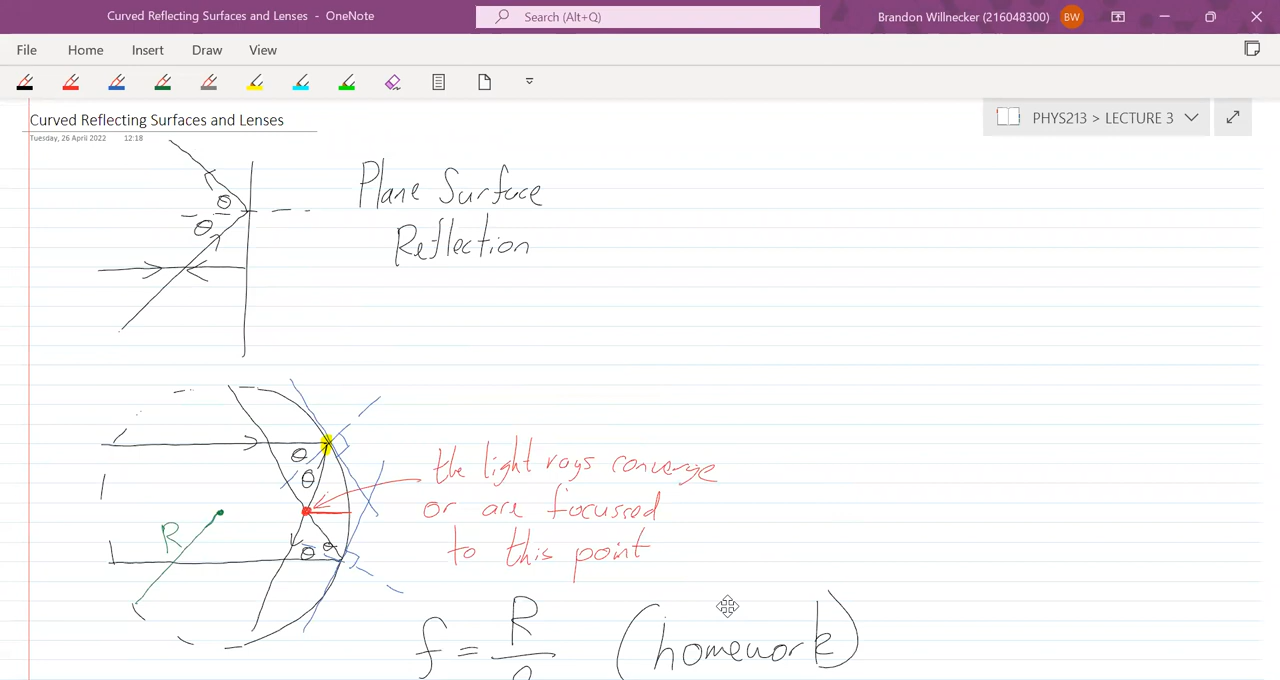 Curved Reflecting Surfaces and Lenses - OneNote
Search (Alt+Q)
Brandon Willnecker (216048300)
BW
File Home Insert Draw View
PHYS213 > LECTURE 3
Curved Reflecting Surfaces and Lenses
Tuesday, 26 April 2022 12:18
Plane Surface
Reflection
θ
θ
θ
θ
the light rays converge
or are focussed
to this point
R
θ θ
f = R
(homework)